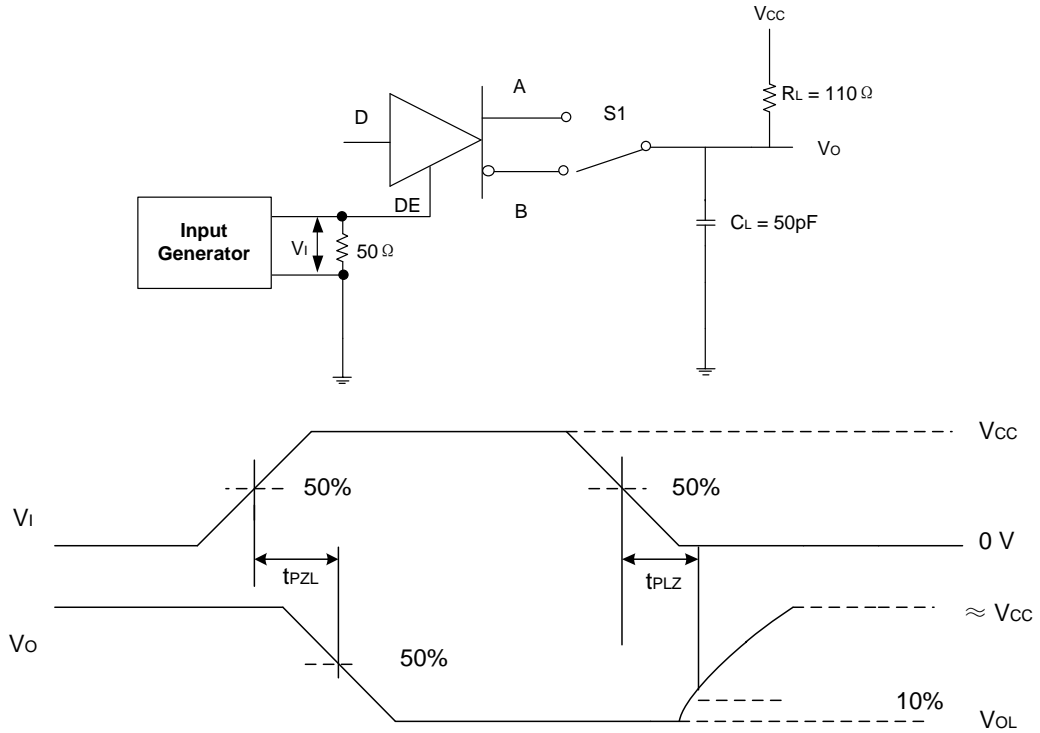 VCC
RL = 110 Ω
A
S1
D
VO
DE
B
CL = 50pF
Input
Generator
VI
50 Ω
VCC
50%
50%
VI
0 V
tPZL
tPLZ
≈ VCC
VO
50%
10%
VOL